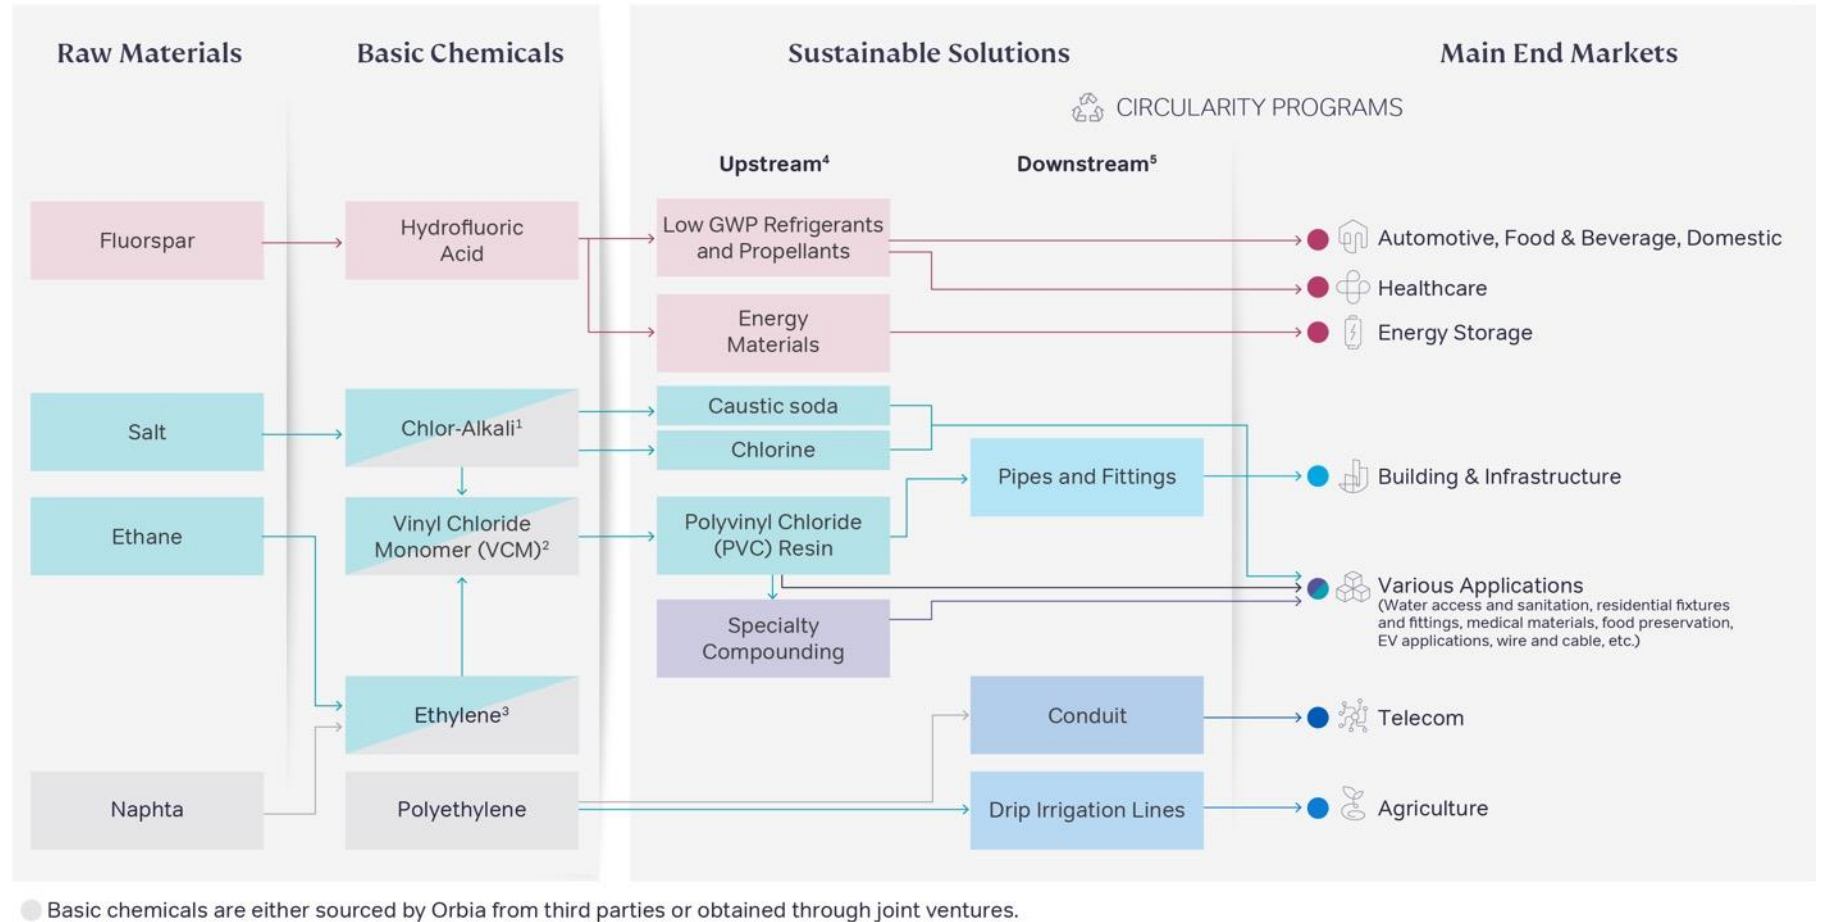 Raw Materials
Basic Chemicals
Sustainable Solutions
Main End Markets
CIRCULARITY PROGRAMS
Upstream⁴
Downstream⁵
Fluorspar
Hydrofluoric
Acid
Low GWP Refrigerants
and Propellants
Automotive, Food & Beverage, Domestic
Healthcare
Energy
Materials
Energy Storage
Salt
Chlor-Alkali¹
Caustic soda
Chlorine
Pipes and Fittings
Building & Infrastructure
Ethane
Vinyl Chloride
Monomer (VCM)²
Polyvinyl Chloride
(PVC) Resin
Various Applications
(Water access and sanitation, residential fixtures
and fittings, medical materials, food preservation,
EV applications, wire and cable, etc.)
Specialty
Compounding
Ethylene³
Conduit
Telecom
Naphta
Polyethylene
Drip Irrigation Lines
Agriculture
Basic chemicals are either sourced by Orbia from third parties or obtained through joint ventures.